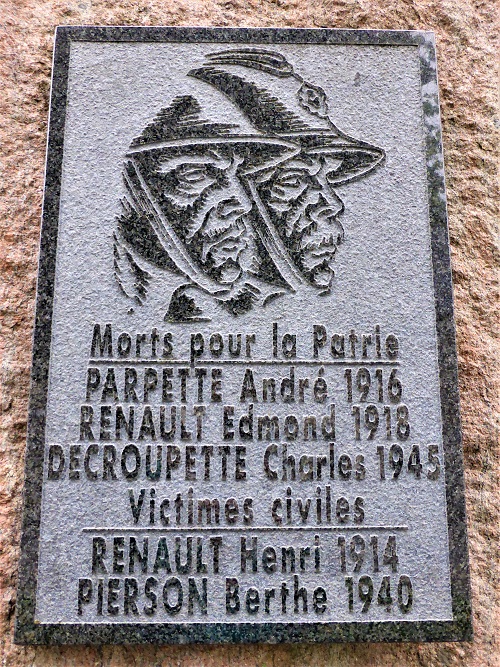 Morts pour la Patrie
PARPETTE André 1916
RENAULT Edmond 1918
DECROUPETTE Charles 1945
Victimes civiles
RENAULT Henri 1914
PIERSON Berthe 1940